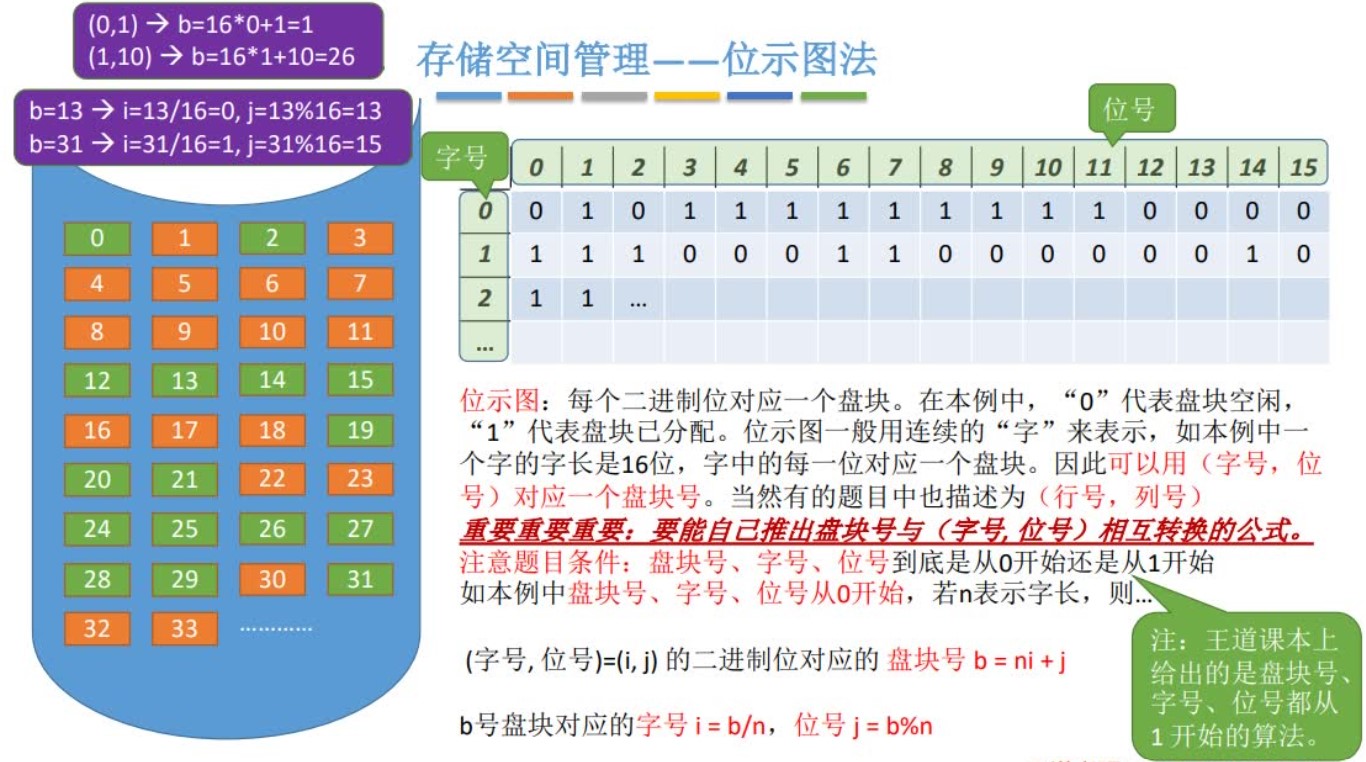 (0,1) → b=16*0+1=1
(1,10) → b=16*1+10=26
存储空间管理——位示图法
b=13 → i=13/16=0, j=13%16=13
b=31 → i=31/16=1, j=31%16=15
位号
字号
0 1 2 3 4 5 6 7 8 9 10 11 12 13 14 15
0 0 1 0 1 1 1 1 1 1 1 1 1 0 0 0 0
1 1 1 1 0 0 0 1 1 0 0 0 0 0 0 1 0
2 1 1 ...
...
0 1 2 3
4 5 6 7
8 9 10 11
12 13 14 15
16 17 18 19
20 21 22 23
24 25 26 27
28 29 30 31
32 33 …………
位示图：每个二进制位对应一个盘块。在本例中，“0”代表盘块空闲，
“1”代表盘块已分配。位示图一般用连续的“字”来表示，如本例中一
个字的字长是16位，字中的每一位对应一个盘块。因此可以用（字号，位
号）对应一个盘块号。当然有的题目中也描述为（行号，列号）
重要重要重要：要能自己推出盘块号与（字号,位号）相互转换的公式。
注意题目条件：盘块号、字号、位号到底是从0开始还是从1开始
如本例中盘块号、字号、位号从0开始，若n表示字长，则...
(字号, 位号)=(i, j) 的二进制位对应的 盘块号 b = ni + j
b号盘块对应的字号 i = b/n，位号 j = b%n
注：王道课本上
给出的是盘块号、
字号、位号都从
1 开始的算法。